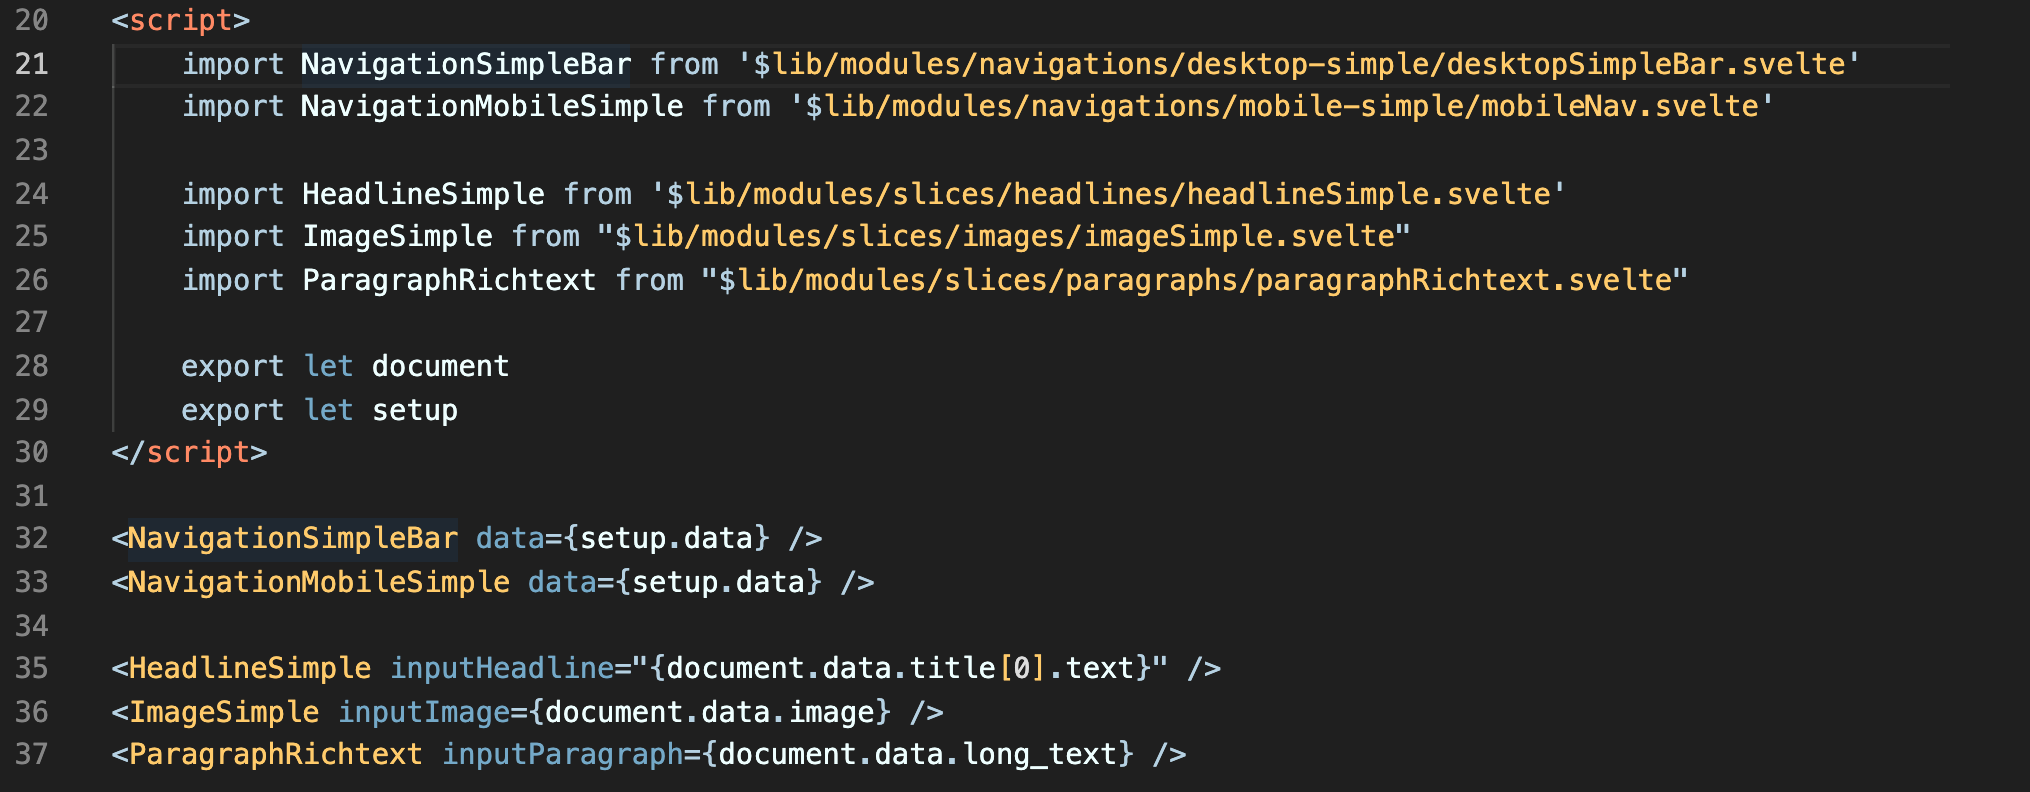 20 <script>
21 import NavigationSimpleBar from '$lib/modules/navigations/desktop-simple/desktopSimpleBar.svelte'
22 import NavigationMobileSimple from '$lib/modules/navigations/mobile-simple/mobileNav.svelte'
23
24 import HeadlineSimple from '$lib/modules/slices/headlines/headlineSimple.svelte'
25 import ImageSimple from "$lib/modules/slices/images/imageSimple.svelte"
26 import ParagraphRichtext from "$lib/modules/slices/paragraphs/paragraphRichtext.svelte"
27
28 export let document
29 export let setup
30 </script>
31
32 <NavigationSimpleBar data={setup.data} />
33 <NavigationMobileSimple data={setup.data} />
34
35 <HeadlineSimple inputHeadline="{document.data.title[0].text}" />
36 <ImageSimple inputImage={document.data.image} />
37 <ParagraphRichtext inputParagraph={document.data.long_text} />